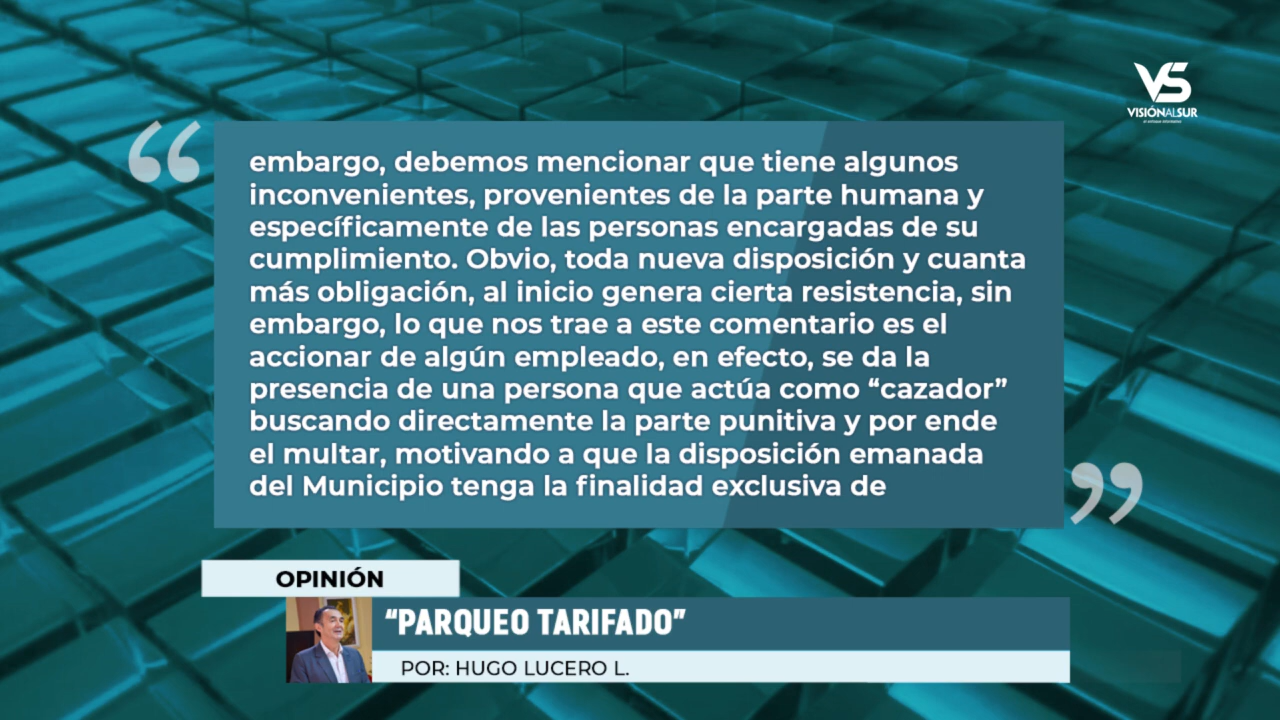 VS
VISIÓNALSUR
“
embargo, debemos mencionar que tiene algunos
inconvenientes, provenientes de la parte humana y
específicamente de las personas encargadas de su
cumplimiento. Obvio, toda nueva disposición y cuanta
más obligación, al inicio genera cierta resistencia, sin
embargo, lo que nos trae a este comentario es el
accionar de algún empleado, en efecto, se da la
presencia de una persona que actúa como “cazador”
buscando directamente la parte punitiva y por ende
el multar, motivando a que la disposición emanada
del Municipio tenga la finalidad exclusiva de
”
OPINIÓN
“PARQUEO TARIFADO”
POR: HUGO LUCERO L.